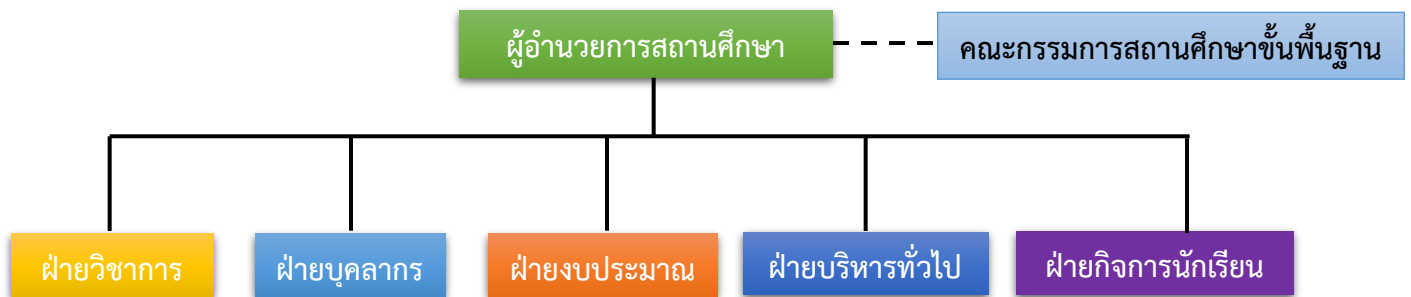 ผู้อำนวยการสถานศึกษา
คณะกรรมการสถานศึกษาขั้นพื้นฐาน
ฝ่ายวิชาการ
ฝ่ายบุคลากร
ฝ่ายงบประมาณ
ฝ่ายบริหารทั่วไป
ฝ่ายกิจการนักเรียน